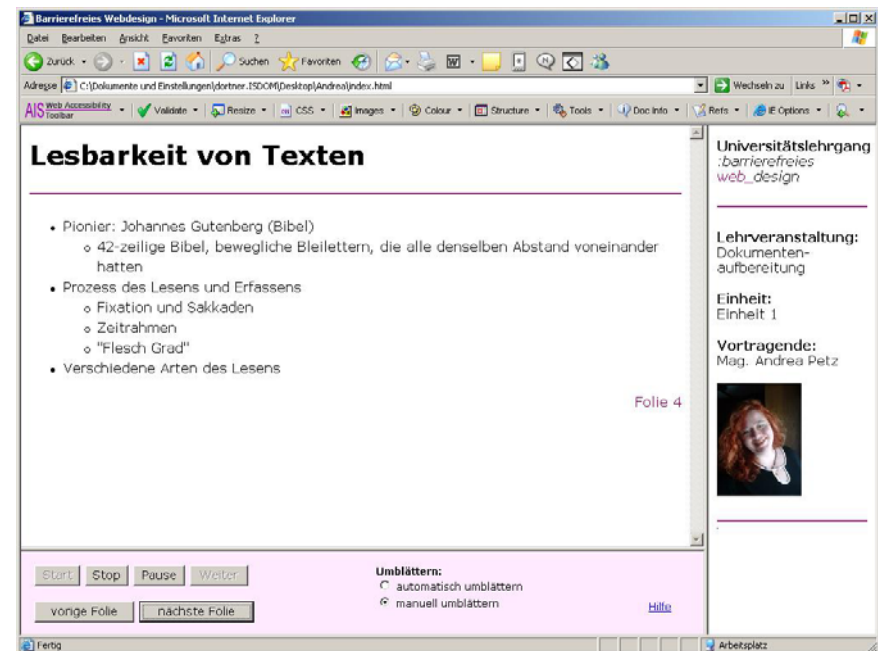 Barrierefreies Webdesign - Microsoft Internet Explorer
Datei Bearbeiten Ansicht Favoriten Extras ?
Zurück Suchen Favoriten
Adresse C:\Dokumente und Einstellungen\dortner.ISDOM\Desktop\Andrea\index.html Wechseln zu Links »
AIS Web Accessibility Toolbar Validate Resize CSS Images Colour Structure Tools Doc Info Refs IE Options
Lesbarkeit von Texten
• Pionier: Johannes Gutenberg (Bibel)
42-zeilige Bibel, bewegliche Bleilettern, die alle denselben Abstand voneinander
hatten
• Prozess des Lesens und Erfassens
Fixation und Sakkaden
Zeitrahmen
"Flesch Grad"
• Verschiedene Arten des Lesens
Folie 4
Universitätslehrgang
:barrierefreies
web_design
Lehrveranstaltung:
Dokumenten-
aufbereitung
Einheit:
Einheit 1
Vortragende:
Mag. Andrea Petz
Start Stop Pause Weiter
vorige Folie nächste Folie
Umblättern:
automatisch umblättern
manuell umblättern
Hilfe
Fertig Arbeitsplatz